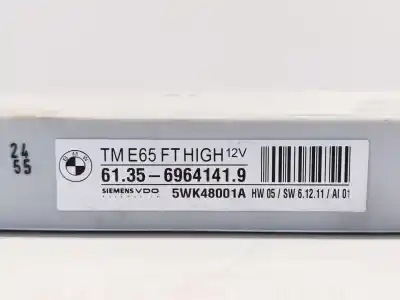 24
55
BMW
TM E65 FT HIGH 12V
61.35-6964141.9
SIEMENS VDO
5WK48001A HW 05 / SW 6.12.11 / AI 01